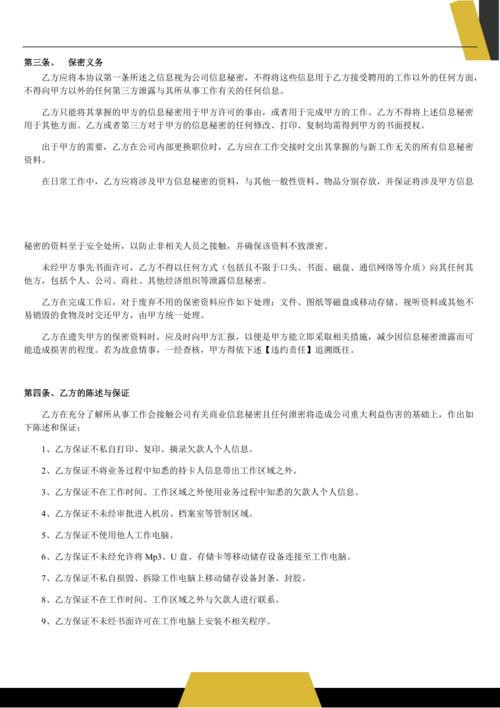 第三条、 保密义务
乙方应将本协议第一条所述之信息视为公司信息秘密，不得将这些信息用于乙方接受聘用的工作以外的任何方面，
不得向甲方以外的任何第三方泄露与其所从事工作有关的任何信息。
乙方只能将其掌握的甲方的信息秘密用于甲方许可的事由，或者用于完成甲方的工作。乙方不得将上述信息秘密
用于其他方面。乙方或者第三方对于甲方的信息秘密的任何修改、打印、复制均需得到甲方的书面授权。
出于甲方的需要，乙方在公司内部更换职位时，乙方应在工作交接时交出其掌握的与新工作无关的所有信息秘密
资料。
在日常工作中，乙方应将涉及甲方信息秘密的资料，与其他一般性资料、物品分别存放，并保证将涉及甲方信息
秘密的资料至于安全处所，以防止非相关人员之接触，并确保该资料不致泄密。
未经甲方事先书面许可，乙方不得以任何方式（包括且不限于口头、书面、磁盘、通信网络等介质）向其任何其
他方，包括个人、公司、商社、其他经济组织等泄露信息秘密。
乙方在完成工作后，对于废弃不用的保密资料应作如下处理；文件、图纸等磁盘或移动存储、视听资料或其他不
易销毁的食物及时交还甲方，由甲方统一处理。
乙方在遗失甲方的保密资料时，应及时向甲方汇报，以便是甲方能立即采取相关措施，减少因信息秘密泄露而可
能造成损害的程度。若为故意情事，一经查核，甲方得依下述【违约责任】追溯既往。
第四条、乙方的陈述与保证
乙方在充分了解所从事工作会接触公司有关商业信息秘密且任何泄密将造成公司重大利益伤害的基础上，作出如
下陈述和保证：
1、乙方保证不私自打印、复印、摘录欠款人个人信息。
2、乙方保证不将业务过程中知悉的持卡人信息带出工作区域之外。
3、乙方保证不在工作时间、工作区域之外使用业务过程中知悉的欠款人个人信息。
4、乙方保证不未经审批进入机房、档案室等管制区域。
5、乙方保证不使用他人工作电脑。
6、乙方保证不未经允许将 Mp3、U 盘、存储卡等移动储存设备连接至工作电脑。
7、乙方保证不私自损毁、拆除工作电脑上移动储存设备封条、封胶。
8、乙方保证不在工作时间、工作区域之外与欠款人进行联系。
9、乙方保证不未经书面许可在工作电脑上安装不相关程序。